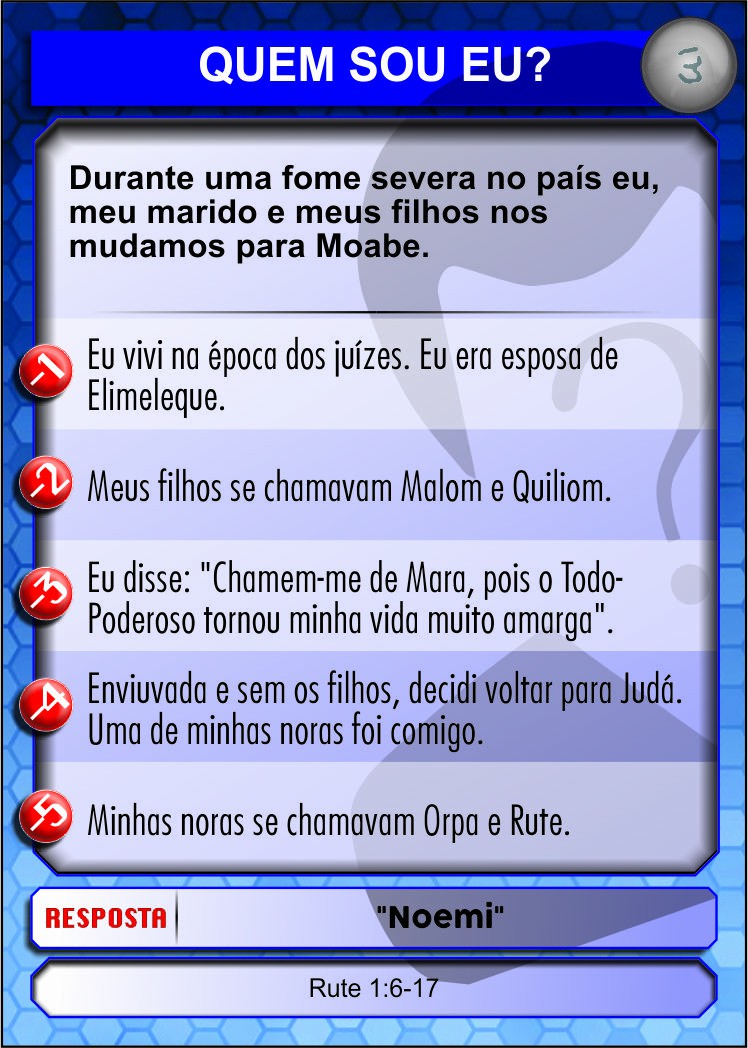 QUEM SOU EU?
3
Durante uma fome severa no país eu,
meu marido e meus filhos nos
mudamos para Moabe.
1
Eu vivi na época dos juízes. Eu era esposa de
Elimeleque.
2
Meus filhos se chamavam Malom e Quiliom.
3
Eu disse: "Chamem-me de Mara, pois o Todo-
Poderoso tornou minha vida muito amarga".
4
Enviuvada e sem os filhos, decidi voltar para Judá.
Uma de minhas noras foi comigo.
5
Minhas noras se chamavam Orpa e Rute.
RESPOSTA
"Noemi"
Rute 1:6-17